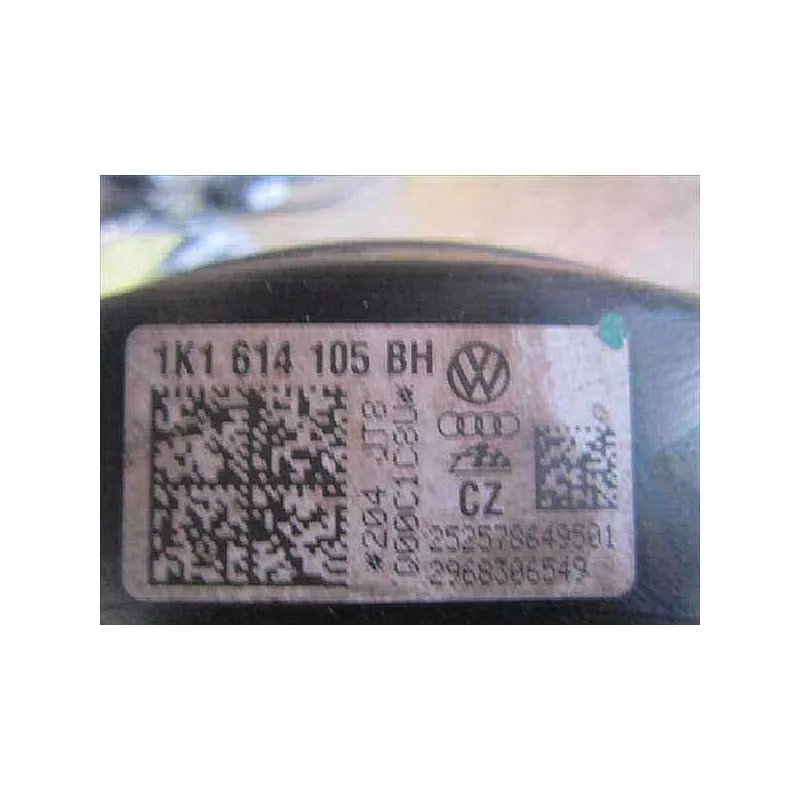 1K1 614 105 BH
*204 JT8
000C1C8U*
CZ
252578649501
2968306549